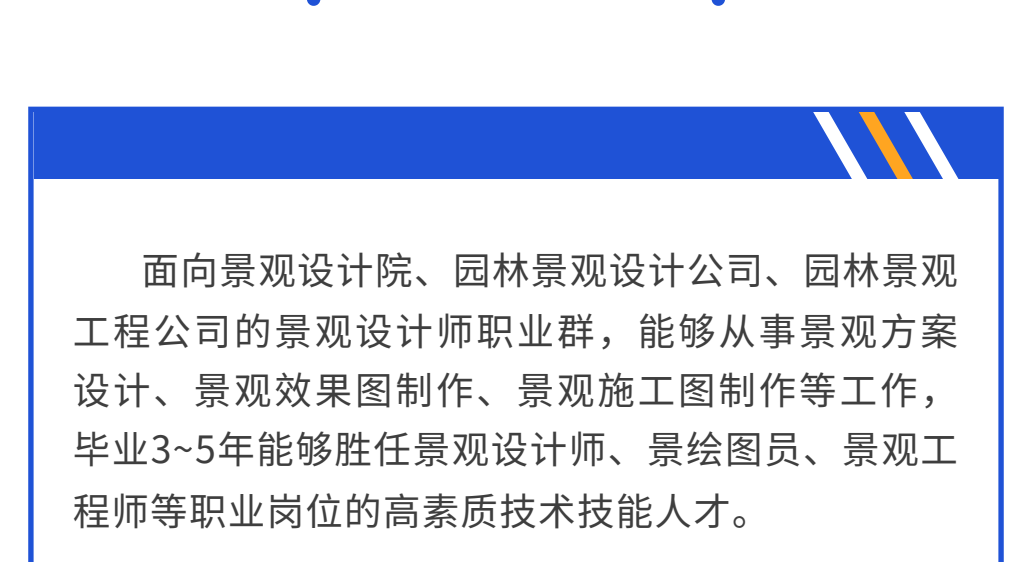 面向景观设计院、园林景观设计公司、园林景观
工程公司的景观设计师职业群，能够从事景观方案
设计、景观效果图制作、景观施工图制作等工作，
毕业3~5年能够胜任景观设计师、景绘图员、景观工
程师等职业岗位的高素质技术技能人才。